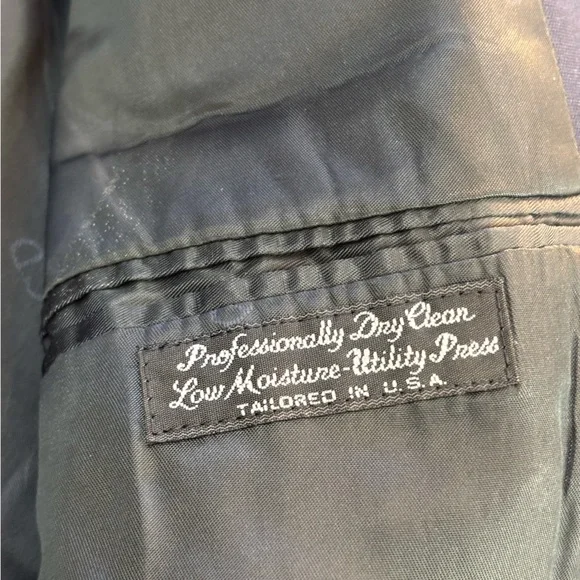 Professionally Dry Clean
Low Moisture-Utility Press
TAILORED IN U.S.A.